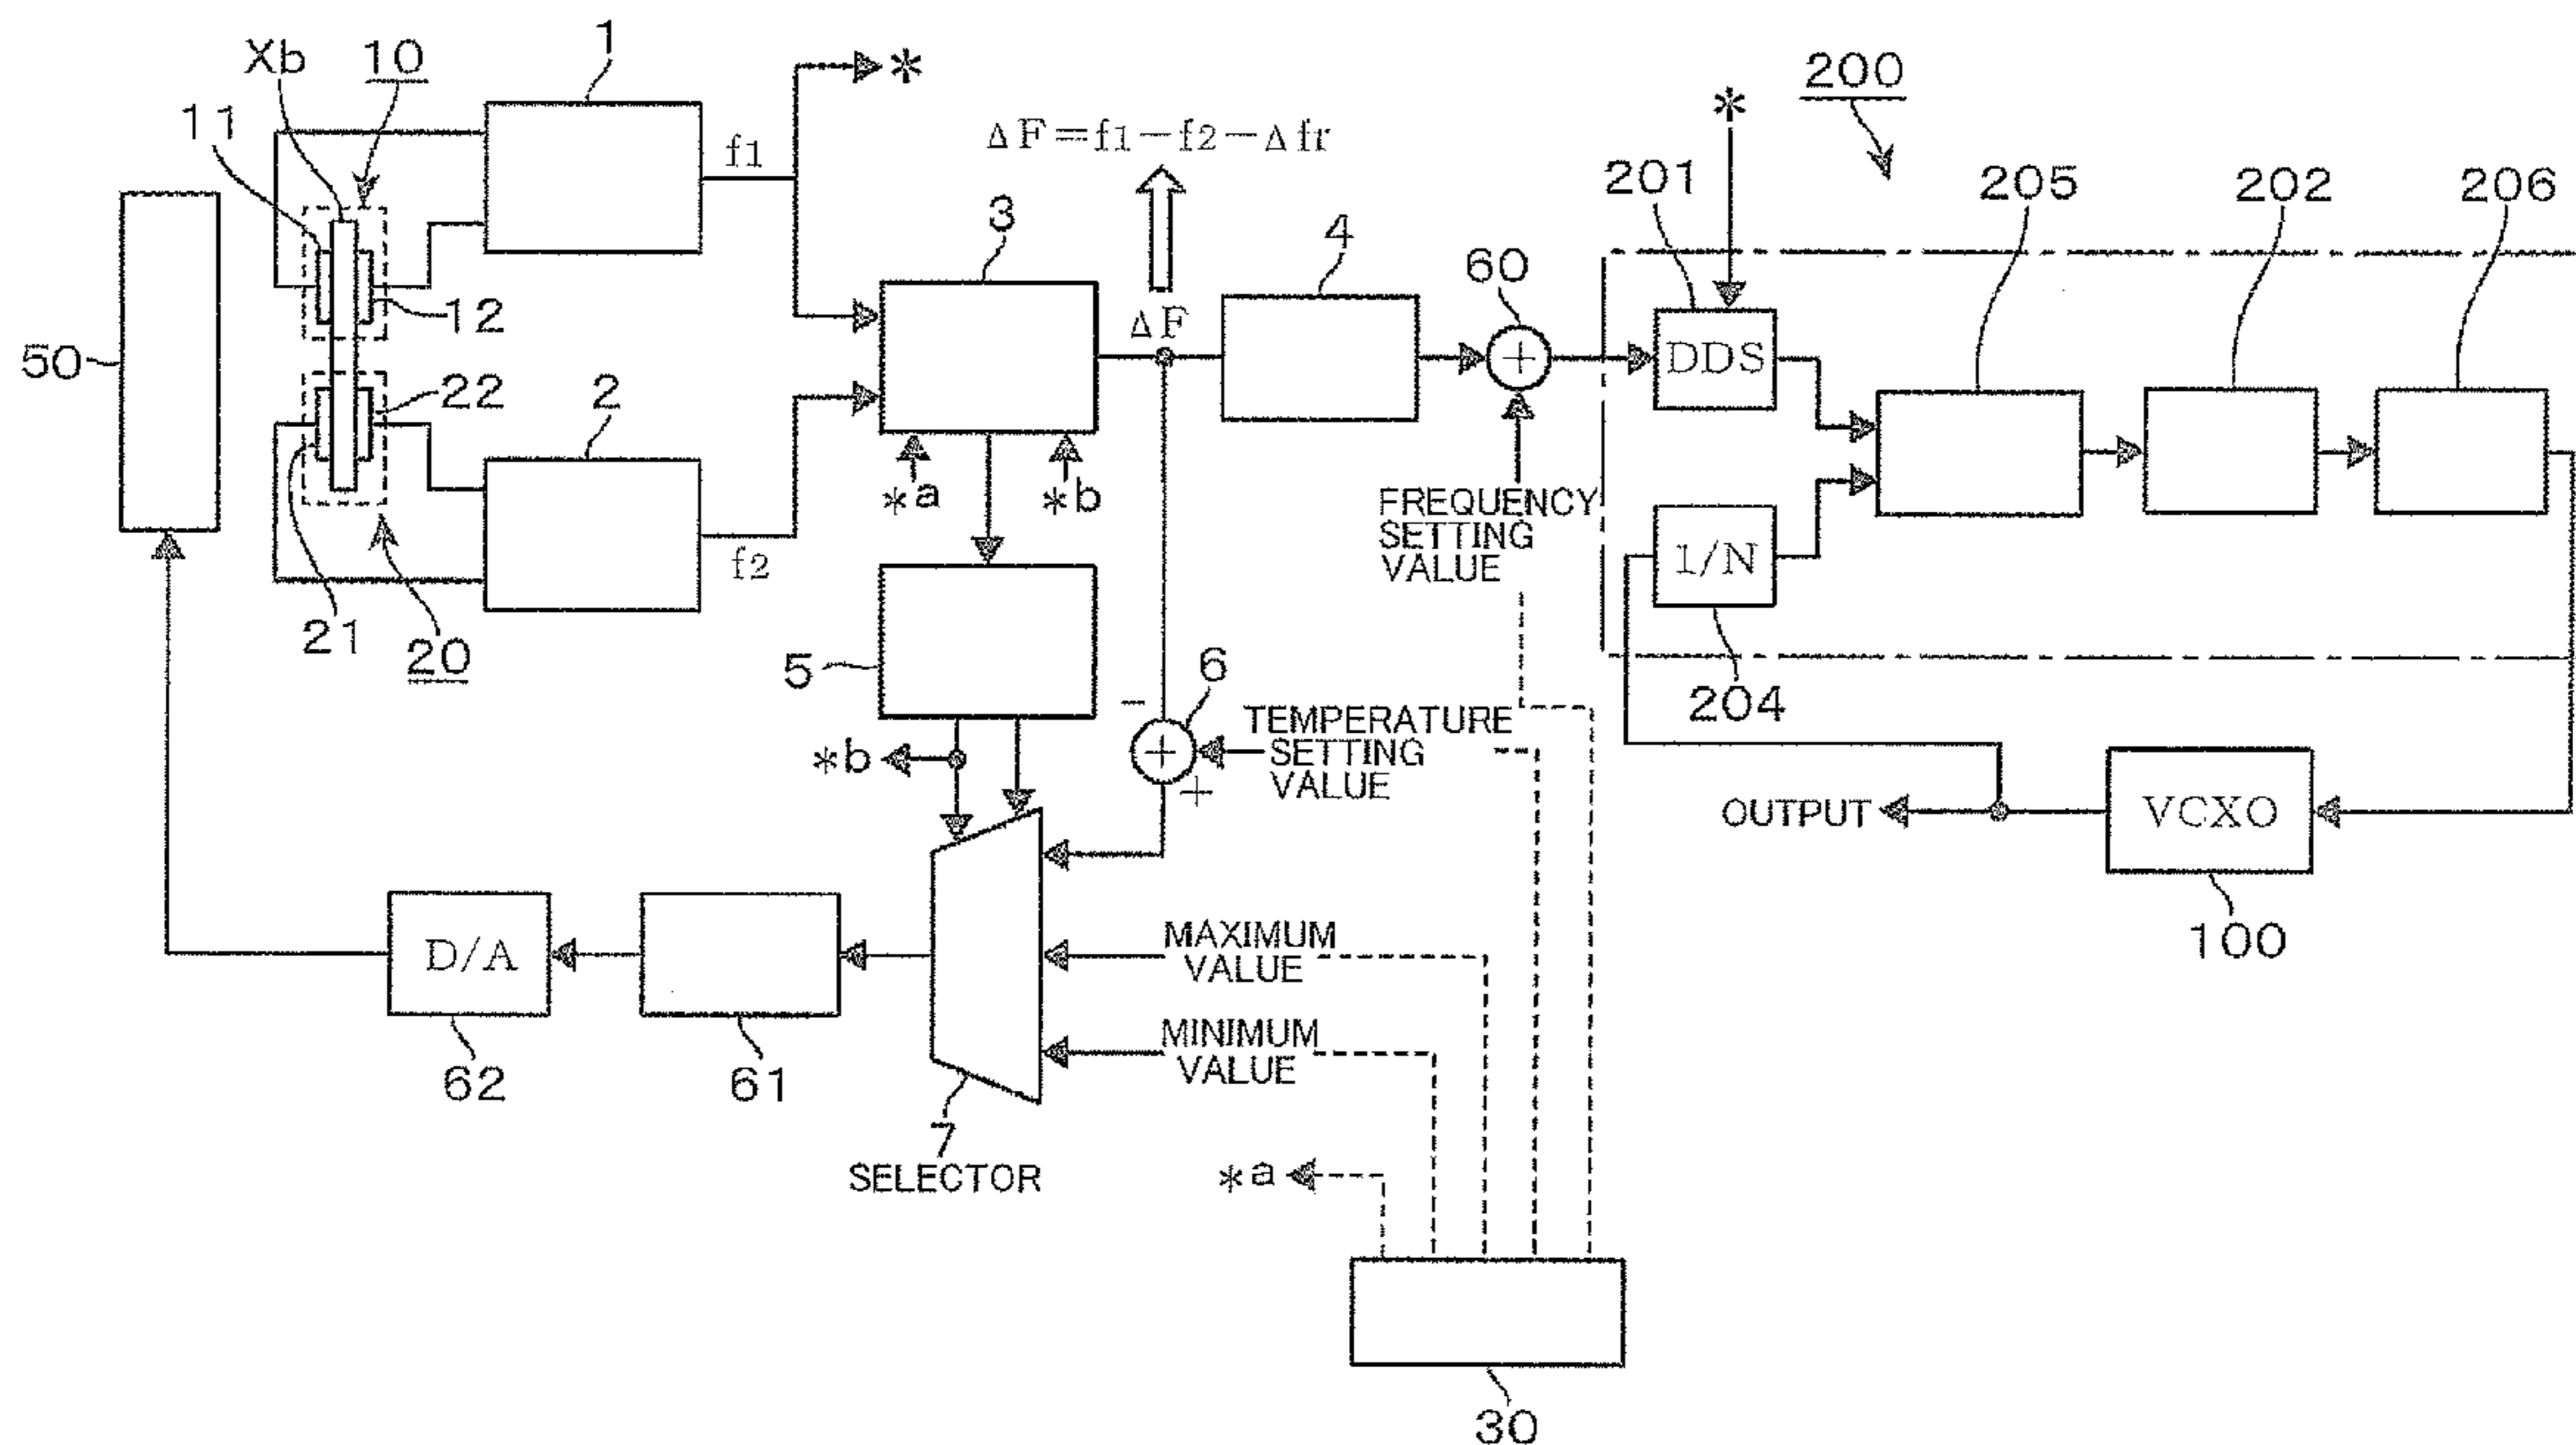 1
Xb
10
*
200
*
11
f1
ΔF=f1−f2−Δfr
201
205
202
206
3
4
60
12
ΔF
+
DDS
50
22
2
*a
*b
FREQUENCY
SETTING
VALUE
1/N
f2
21
20
5
6
204
−
TEMPERATURE
SETTING
VALUE
+
+
*b
OUTPUT
VCXO
100
D/A
MAXIMUM
VALUE
MINIMUM
VALUE
62
61
7
SELECTOR
*a
30